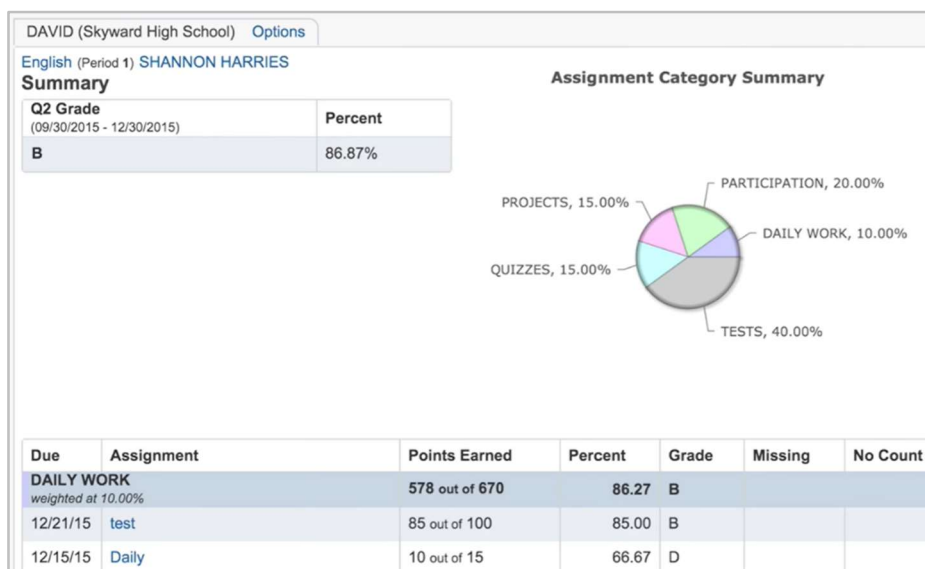 DAVID (Skyward High School) Options
English (Period 1) SHANNON HARRIES
Summary
Q2 Grade
(09/30/2015 - 12/30/2015)
Percent
B 86.87%
Assignment Category Summary
PARTICIPATION, 20.00%
PROJECTS, 15.00%
DAILY WORK, 10.00%
QUIZZES, 15.00%
TESTS, 40.00%
Due Assignment Points Earned Percent Grade Missing No Count
DAILY WORK
weighted at 10.00%
578 out of 670 86.27 B
12/21/15 test 85 out of 100 85.00 B
12/15/15 Daily 10 out of 15 66.67 D